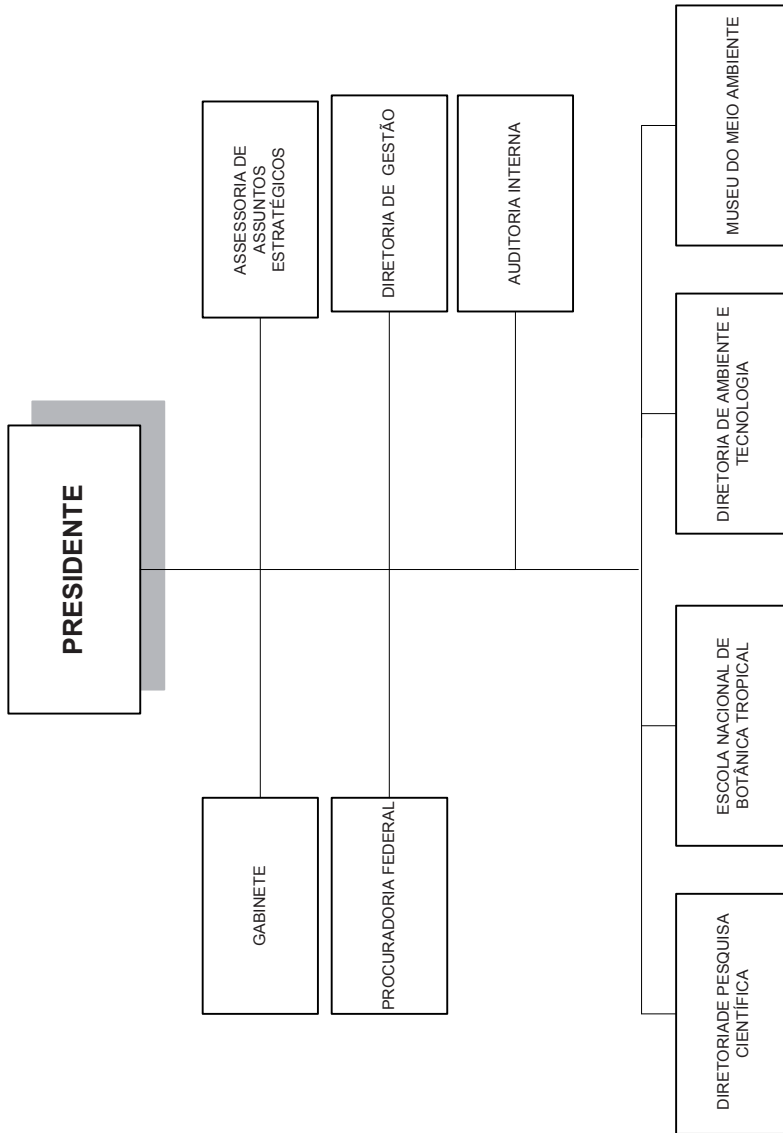 PRESIDENTE
GABINETE
ASSESSORIA DE
ASSUNTOS
ESTRATÉGICOS
PROCURADORIA FEDERAL
DIRETORIA DE GESTÃO
AUDITORIA INTERNA
DIRETORIADE PESQUISA
CIENTÍFICA
ESCOLA NACIONAL DE
BOTÂNICA TROPICAL
DIRETORIA DE AMBIENTE E
TECNOLOGIA
MUSEU DO MEIO AMBIENTE